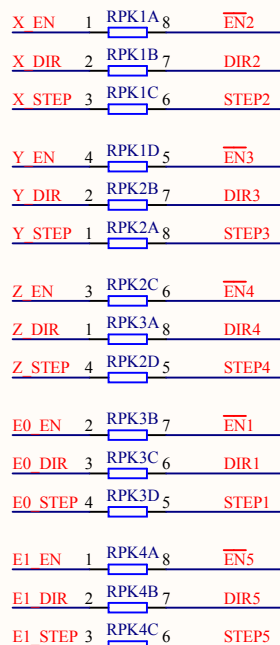 X_EN 1 RPK1A 8 EN2
X_DIR 2 RPK1B 7 DIR2
X_STEP 3 RPK1C 6 STEP2
Y_EN 4 RPK1D 5 EN3
Y_DIR 2 RPK2B 7 DIR3
Y_STEP 1 RPK2A 8 STEP3
Z_EN 3 RPK2C 6 EN4
Z_DIR 1 RPK3A 8 DIR4
Z_STEP 4 RPK2D 5 STEP4
E0_EN 2 RPK3B 7 EN1
E0_DIR 3 RPK3C 6 DIR1
E0_STEP 4 RPK3D 5 STEP1
E1_EN 1 RPK4A 8 EN5
E1_DIR 2 RPK4B 7 DIR5
E1_STEP 3 RPK4C 6 STEP5